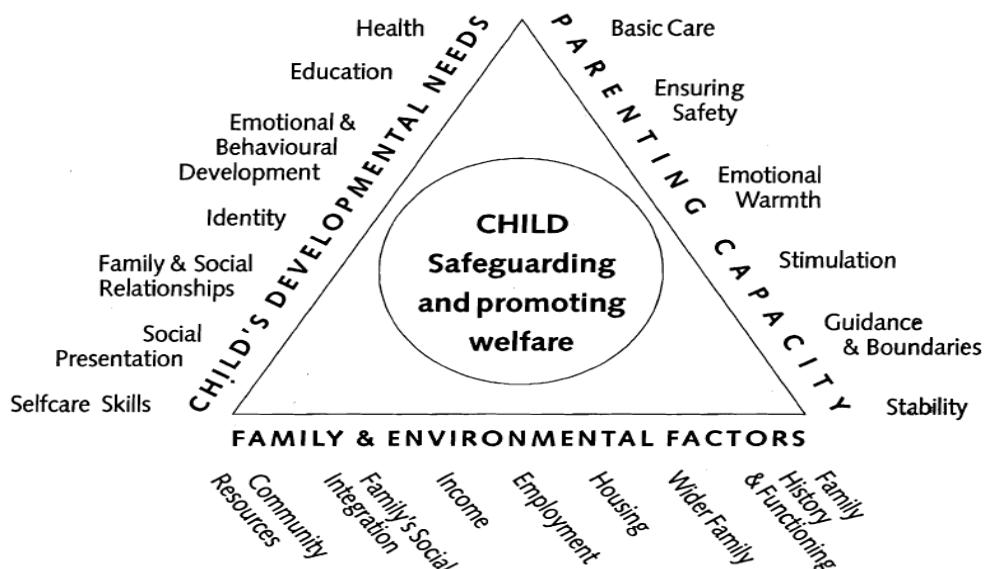 Health
Education
Emotional &
Behavioural
Development
Identity
Family & Social
Relationships
Social
Presentation
Selfcare Skills
CHILD'S DEVELOPMENTAL NEEDS
PARENTING CAPACITY
Basic Care
Ensuring
Safety
Emotional
Warmth
Stimulation
Guidance
& Boundaries
Stability
CHILD
Safeguarding
and promoting
welfare
FAMILY & ENVIRONMENTAL FACTORS
Community
Resources
Family's Social
Integration
Income
Employment
Housing
Wider Family
Family
History
& Functioning